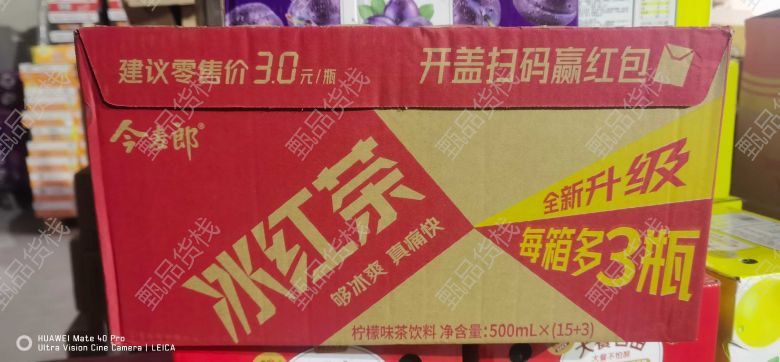 建议零售价 3.0元/瓶
开盖扫码赢红包
今麦郎®
冰红茶
够冰爽 真痛快
全新升级
每箱多3瓶
柠檬味茶饮料 净含量:500mL×(15+3)
HUAWEI Mate 40 Pro
Ultra Vision Cine Camera | LEICA
甄品货栈